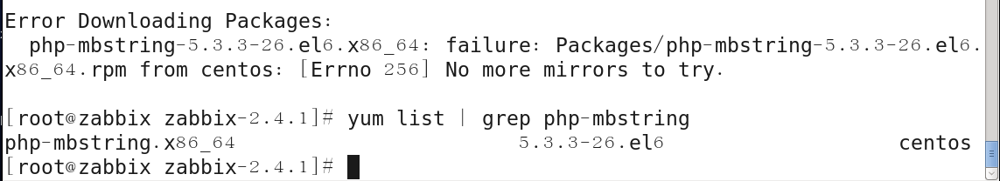 Error Downloading Packages:
  php-mbstring-5.3.3-26.el6.x86_64: failure: Packages/php-mbstring-5.3.3-26.el6.
x86_64.rpm from centos: [Errno 256] No more mirrors to try.

[root@zabbix zabbix-2.4.1]# yum list | grep php-mbstring
php-mbstring.x86_64                       5.3.3-26.el6                   centos
[root@zabbix zabbix-2.4.1]#